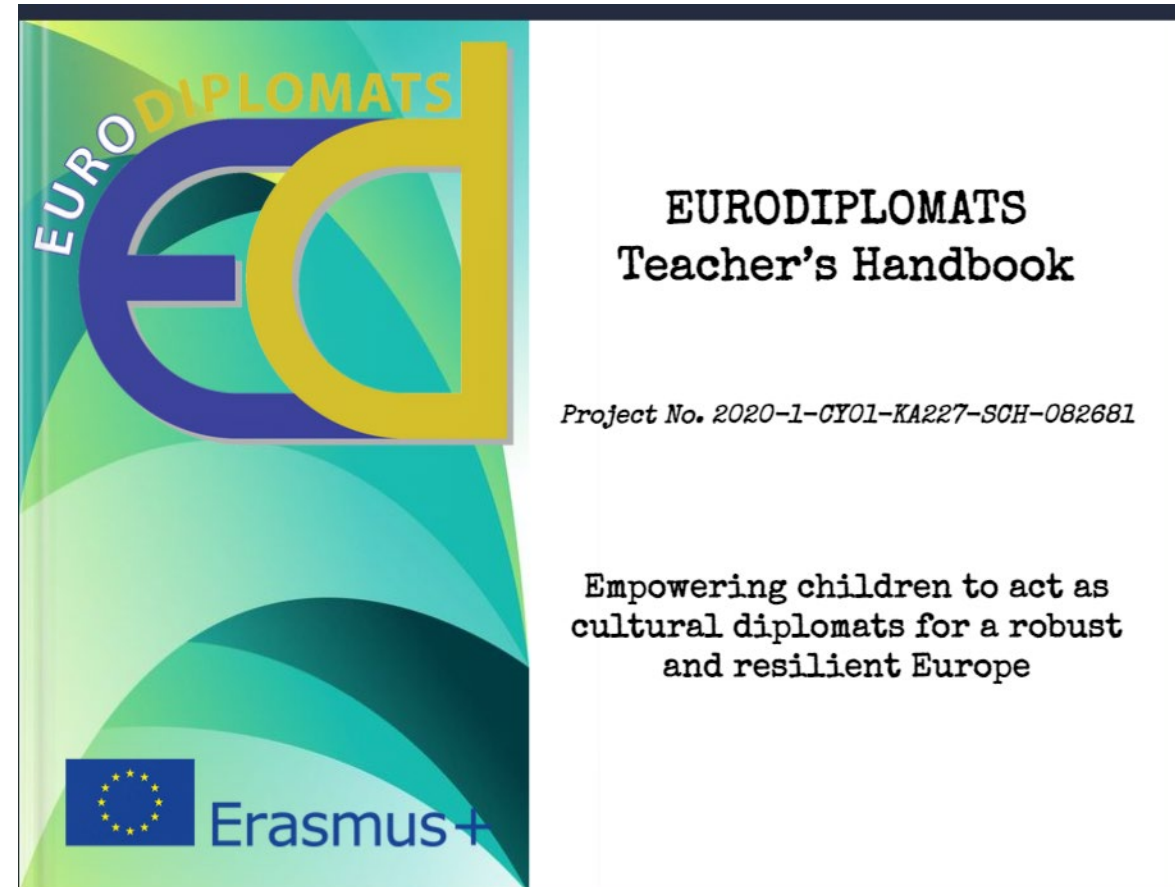 EURODIPLOMATS
Ed
Erasmus+
EURODIPLOMATS
Teacher's Handbook
Project No. 2020-1-CY01-KA227-SCH-082681
Empowering children to act as
cultural diplomats for a robust
and resilient Europe